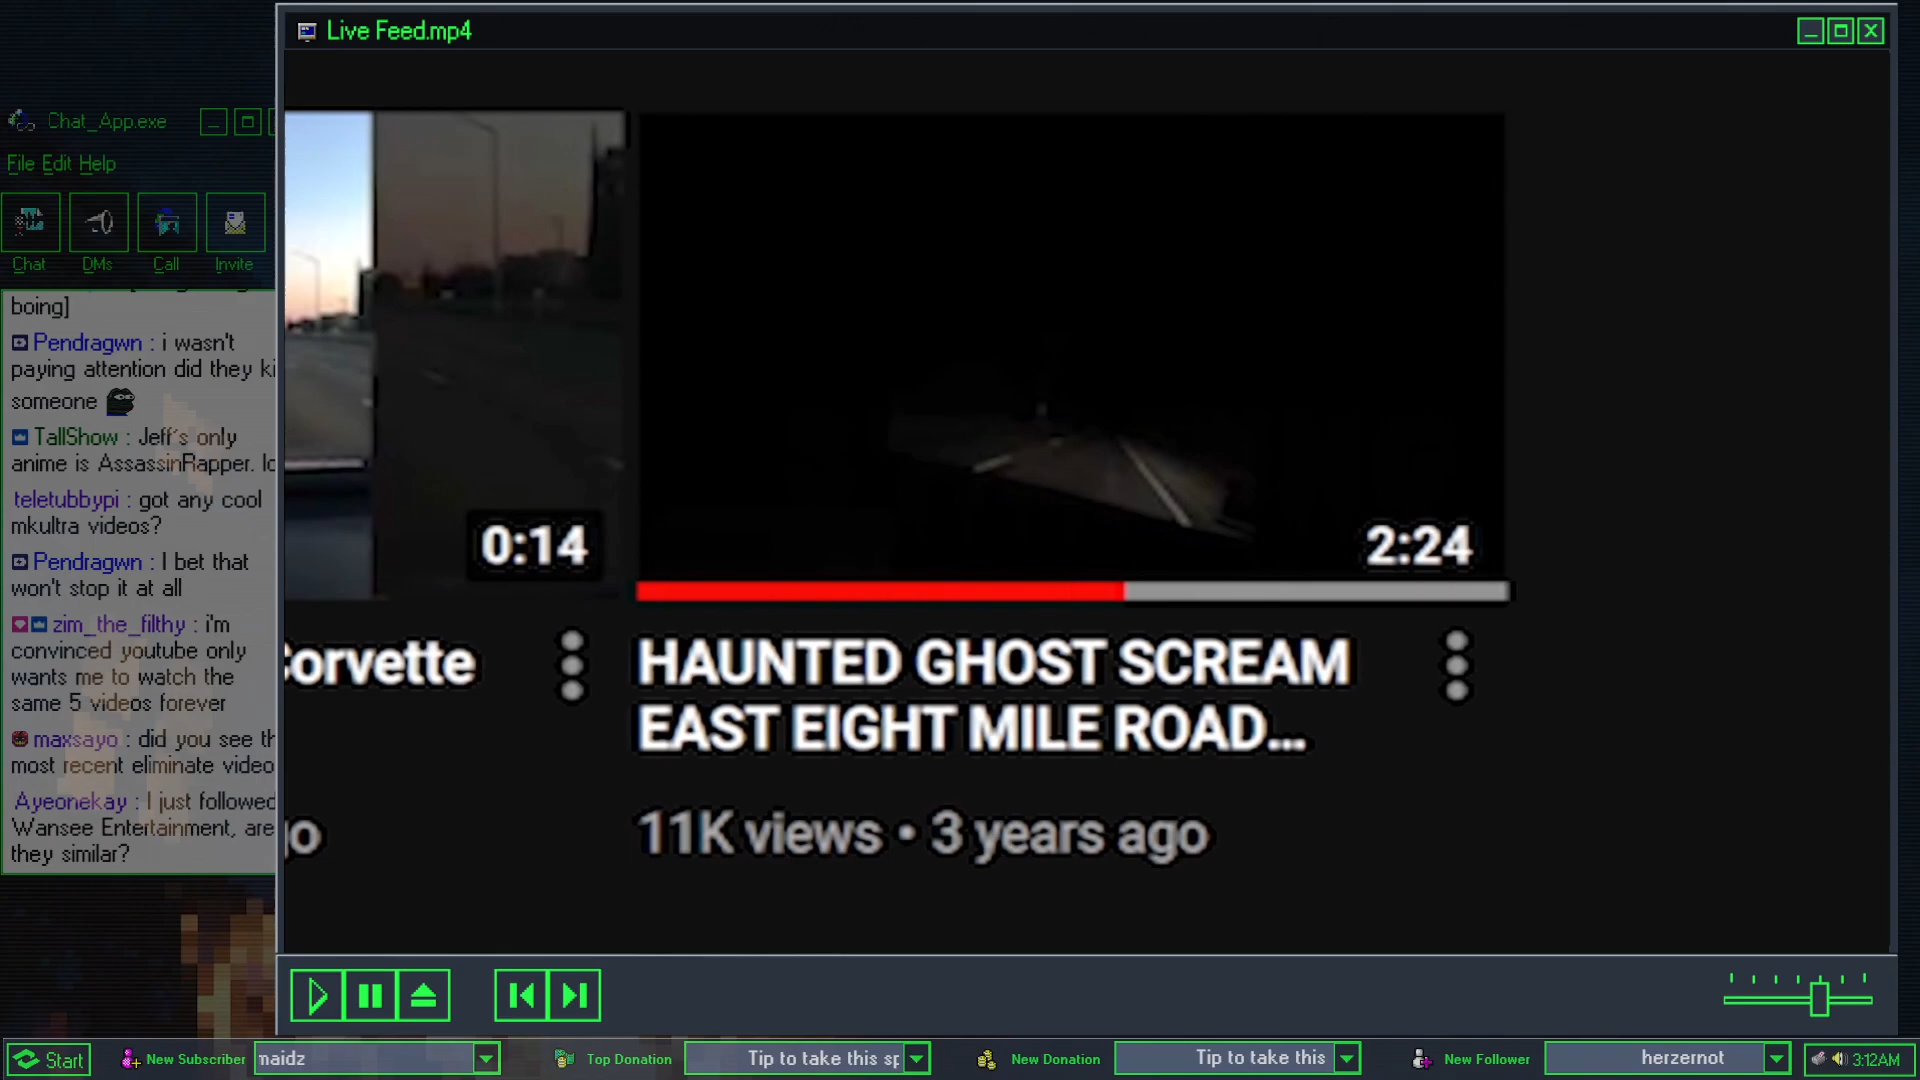 Live Feed.mp4
Chat_App.exe
File Edit Help
Chat DMs Call Invite
boing]
Pendragwn : i wasn't
paying attention did they
someone
TallShow : Jeff's only
anime is AssassinRapper.
teletubbypi : got any cool
mkultra videos?
Pendragwn : I bet that
won't stop it at all
zim_the_filthy : i'm
convinced youtube only
wants me to watch the
same 5 videos forever
maxsayo : did you see
most recent eliminate video
Ayeonekay : I just followed
Wansee Entertainment, are
they similar?
0:14
2:24
Corvette
HAUNTED GHOST SCREAM
EAST EIGHT MILE ROAD...
11K views • 3 years ago
Start
New Subscriber
maidz
Top Donation
Tip to take this
New Donation
Tip to take this
New Follower
herzernot
3:12AM